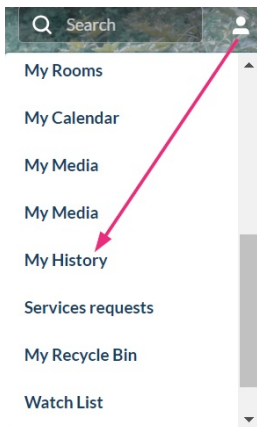 Search
My Rooms
My Calendar
My Media
My Media
My History
Services requests
My Recycle Bin
Watch List